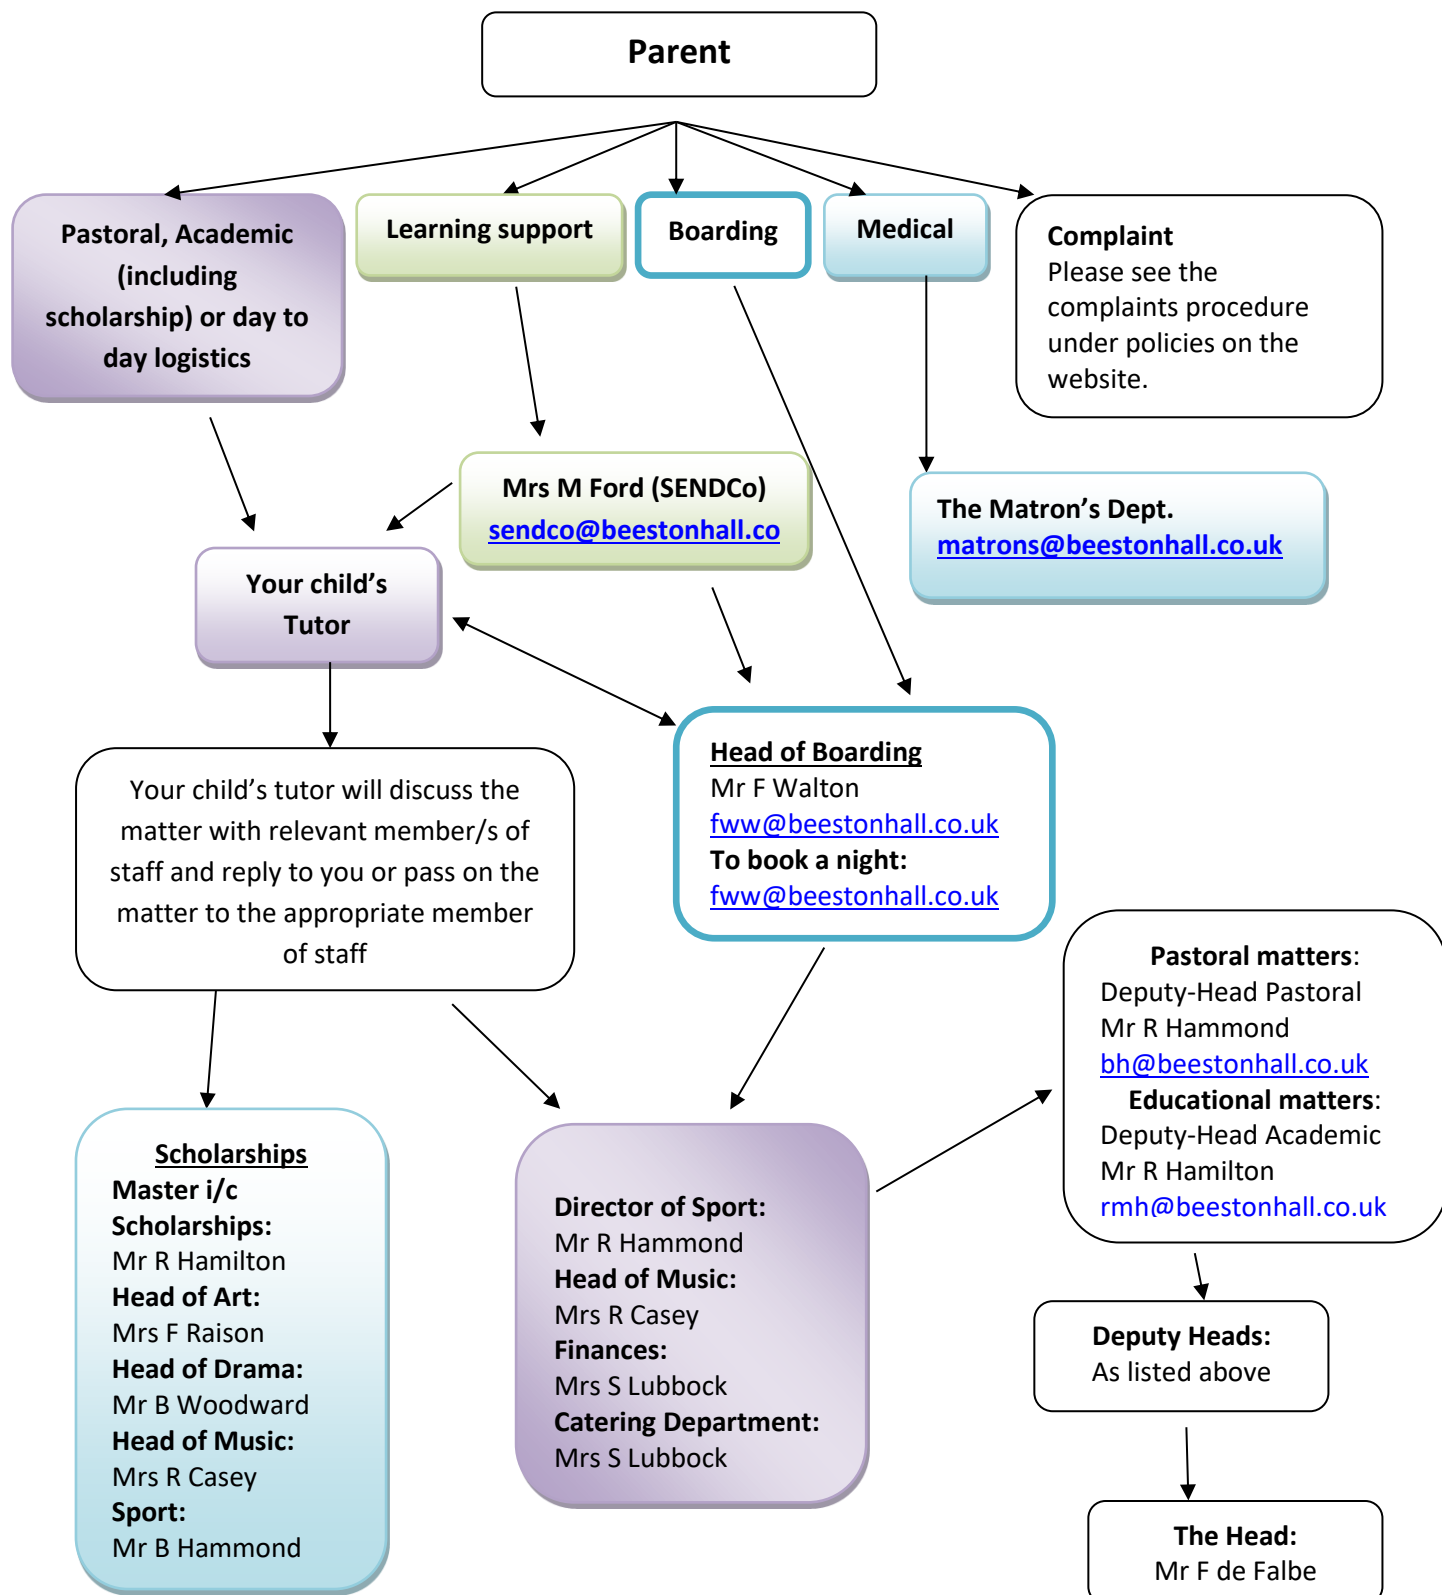 Parent
Pastoral, Academic
(including
scholarship) or day to
day logistics
Learning support
Boarding
Medical
Complaint
Please see the
complaints procedure
under policies on the
website.
Mrs M Ford (SENDCo)
sendco@beestonhall.co
The Matron’s Dept.
matrons@beestonhall.co.uk
Your child’s
Tutor
Your child’s tutor will discuss the
matter with relevant member/s of
staff and reply to you or pass on the
matter to the appropriate member
of staff
Head of Boarding
Mr F Walton
fww@beestonhall.co.uk
To book a night:
fww@beestonhall.co.uk
Pastoral matters:
Deputy-Head Pastoral
Mr R Hammond
bh@beestonhall.co.uk
Educational matters:
Deputy-Head Academic
Mr R Hamilton
rmh@beestonhall.co.uk
Scholarships
Master i/c
Scholarships:
Mr R Hamilton
Head of Art:
Mrs F Raison
Head of Drama:
Mr B Woodward
Head of Music:
Mrs R Casey
Sport:
Mr B Hammond
Director of Sport:
Mr R Hammond
Head of Music:
Mrs R Casey
Finances:
Mrs S Lubbock
Catering Department:
Mrs S Lubbock
Deputy Heads:
As listed above
The Head:
Mr F de Falbe